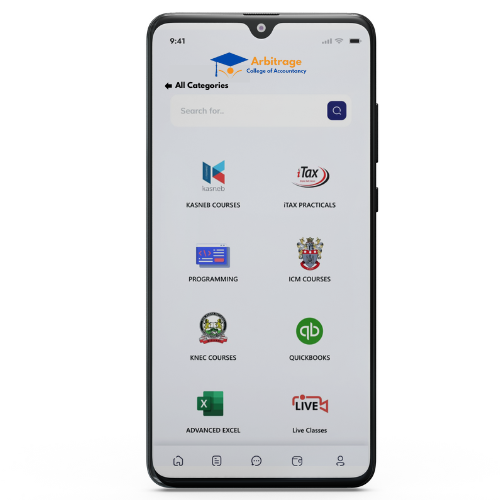 9:41
Arbitrage
College of Accountancy
All Categories
Search for..
kasneb
iTax
KASNEB COURSES
iTAX PRACTICALS
PROGRAMMING
ICM COURSES
qb
KNEC COURSES
QUICKBOOKS
X
LIVE
ADVANCED EXCEL
Live Classes